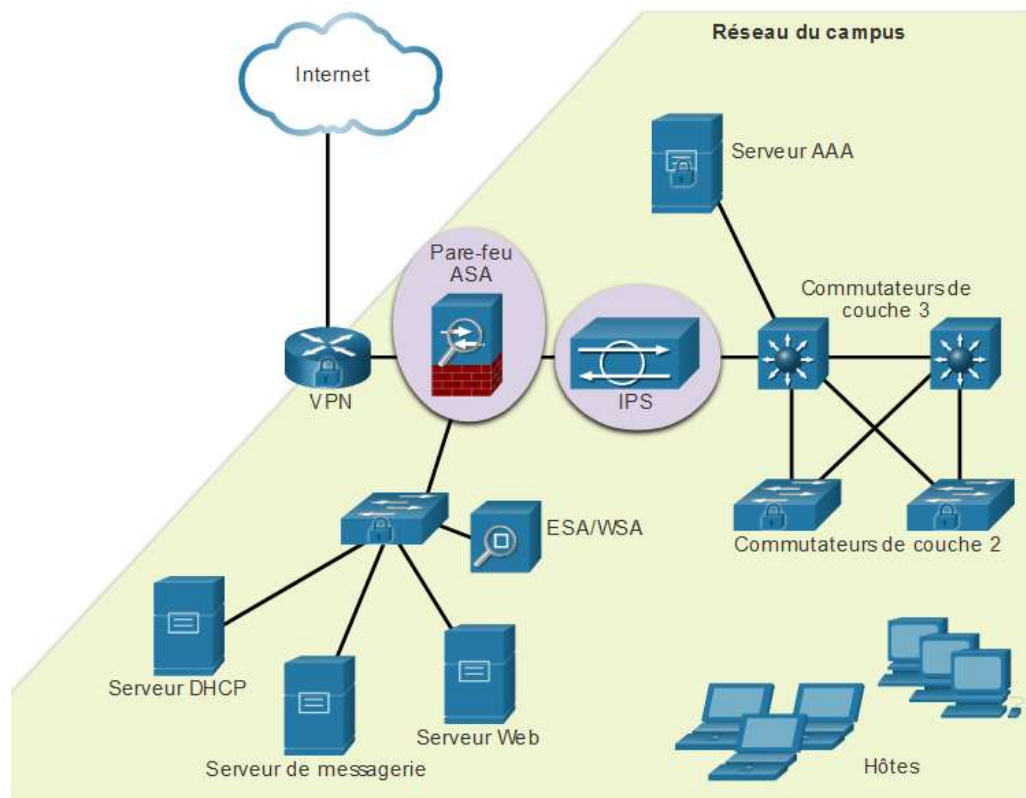 Réseau du campus
Internet
Serveur AAA
Pare-feu
ASA
Commutateurs de
couche 3
VPN
IPS
ESA/WSA
Commutateurs de couche 2
Serveur DHCP
Serveur Web
Serveur de messagerie
Hôtes